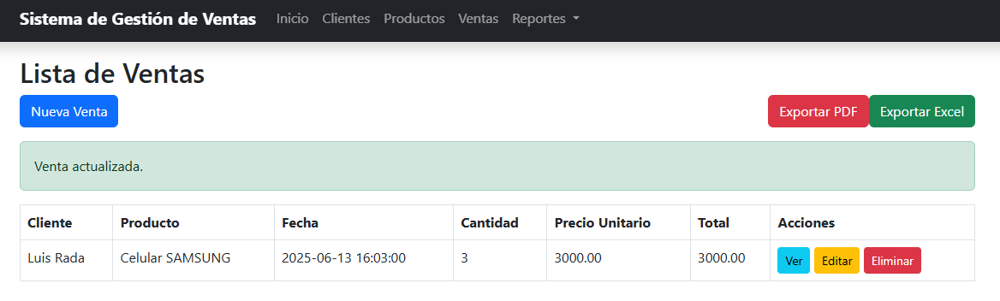 Sistema de Gestión de Ventas Inicio Clientes Productos Ventas Reportes
Lista de Ventas
Nueva Venta Exportar PDF Exportar Excel
Venta actualizada.
Cliente Producto Fecha Cantidad Precio Unitario Total Acciones
Luis Rada Celular SAMSUNG 2025-06-13 16:03:00 3 3000.00 3000.00 Ver Editar Eliminar